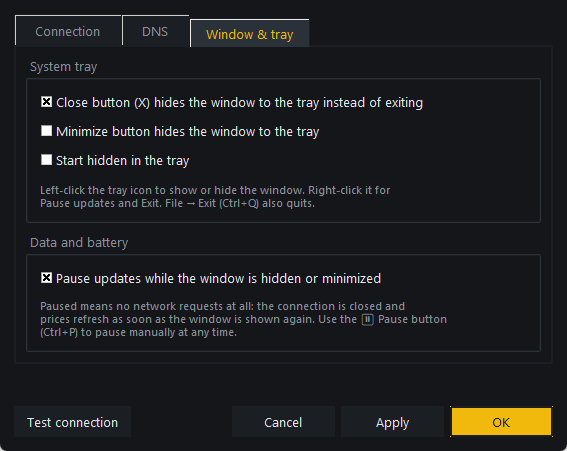 Connection
DNS
Window & tray
System tray
Close button (X) hides the window to the tray instead of exiting
Minimize button hides the window to the tray
Start hidden in the tray
Left-click the tray icon to show or hide the window. Right-click it for
Pause updates and Exit. File → Exit (Ctrl+Q) also quits.
Data and battery
Pause updates while the window is hidden or minimized
Paused means no network requests at all: the connection is closed and
prices refresh as soon as the window is shown again. Use the ⏸ Pause button
(Ctrl+P) to pause manually at any time.
Test connection
Cancel
Apply
OK